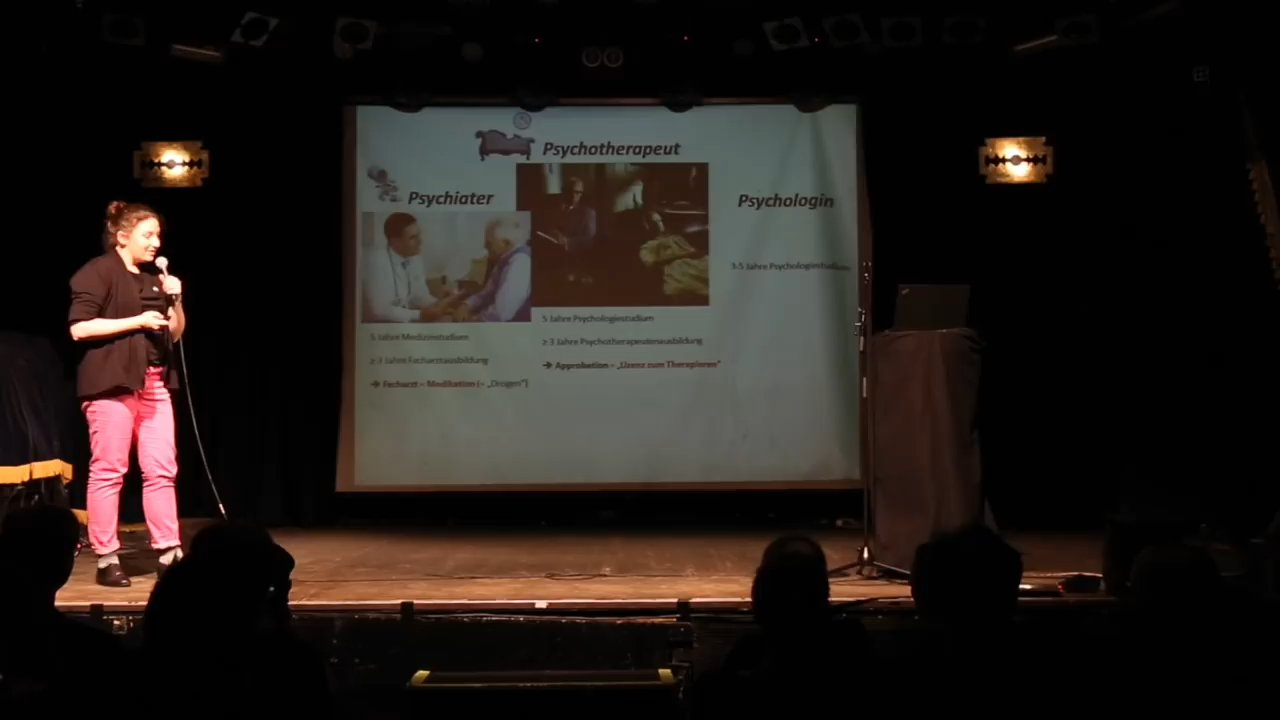 Psychotherapeut
Psychiater
Psychologin
3-5 Jahre Psychologiestudium
5 Jahre Psychologiestudium
5 Jahre Medizinstudium
≥ 3 Jahre Psychotherapeutenausbildung
≥ 3 Jahre Facharztausbildung
➔ Approbation = „Lizenz zum Therapieren"
➔ Facharzt = Medikation (= „Drogen")